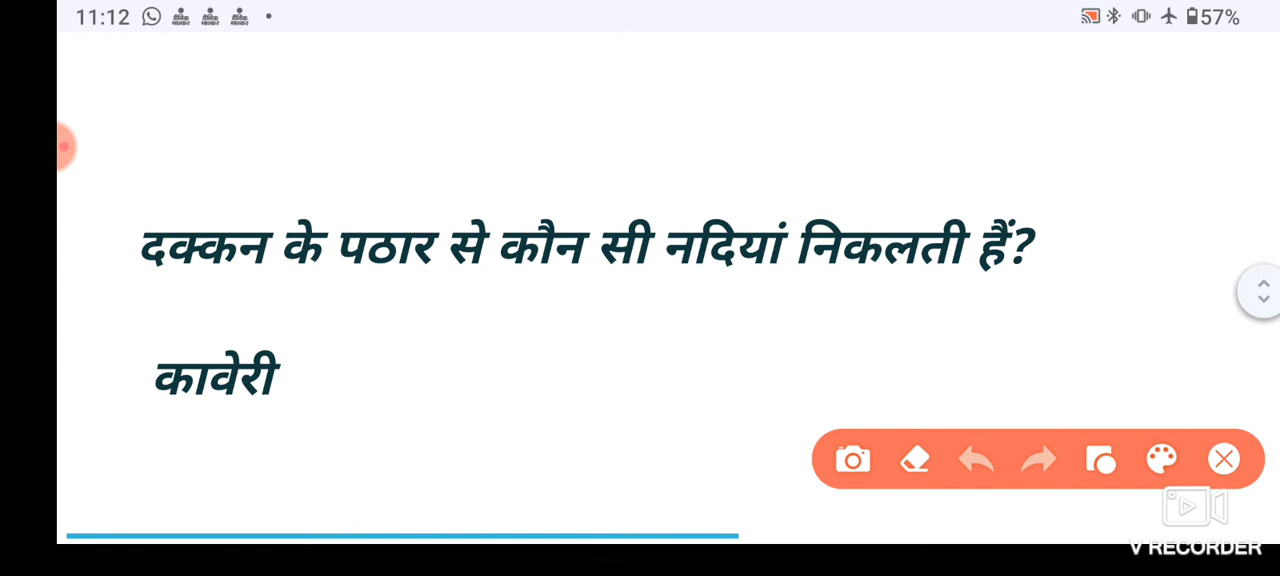 11:12 57%
दक्कन के पठार से कौन सी नदियां निकलती हैं?
कावेरी
V RECORDER